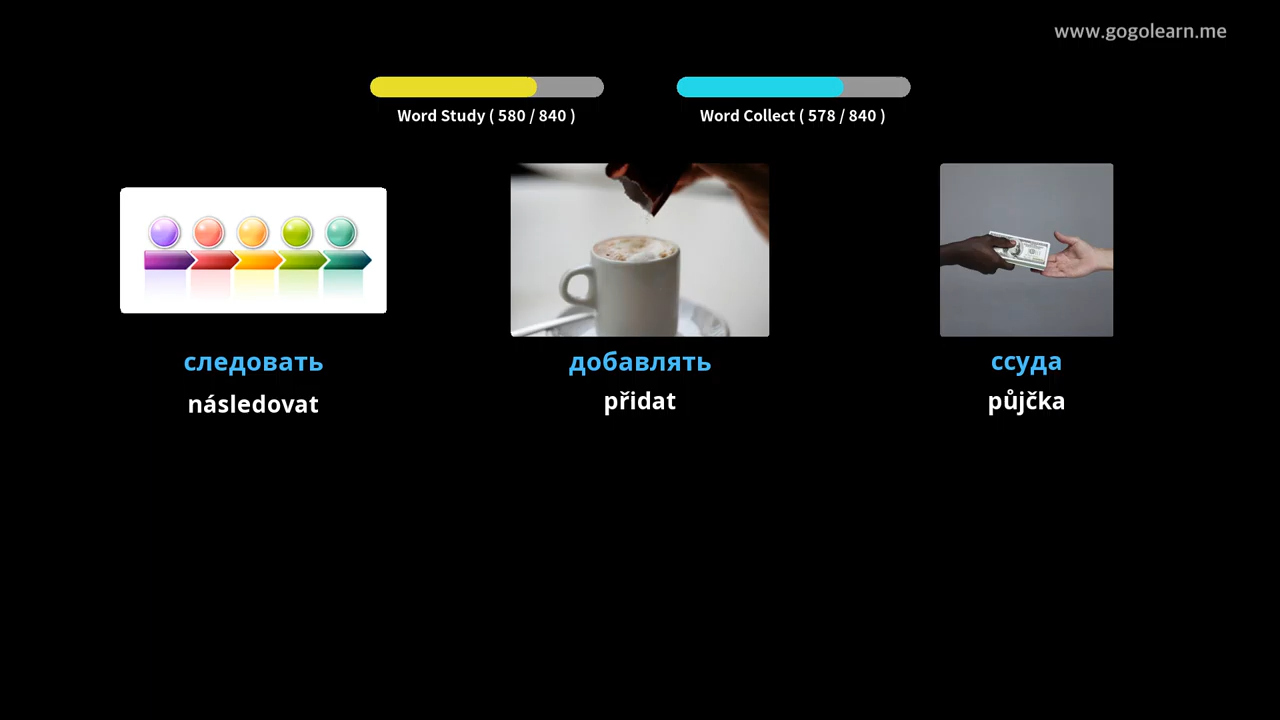 www.gogolearn.me
Word Study ( 580 / 840 )
Word Collect ( 578 / 840 )
следовать
добавлять
ссуда
následovat
přidat
půjčka